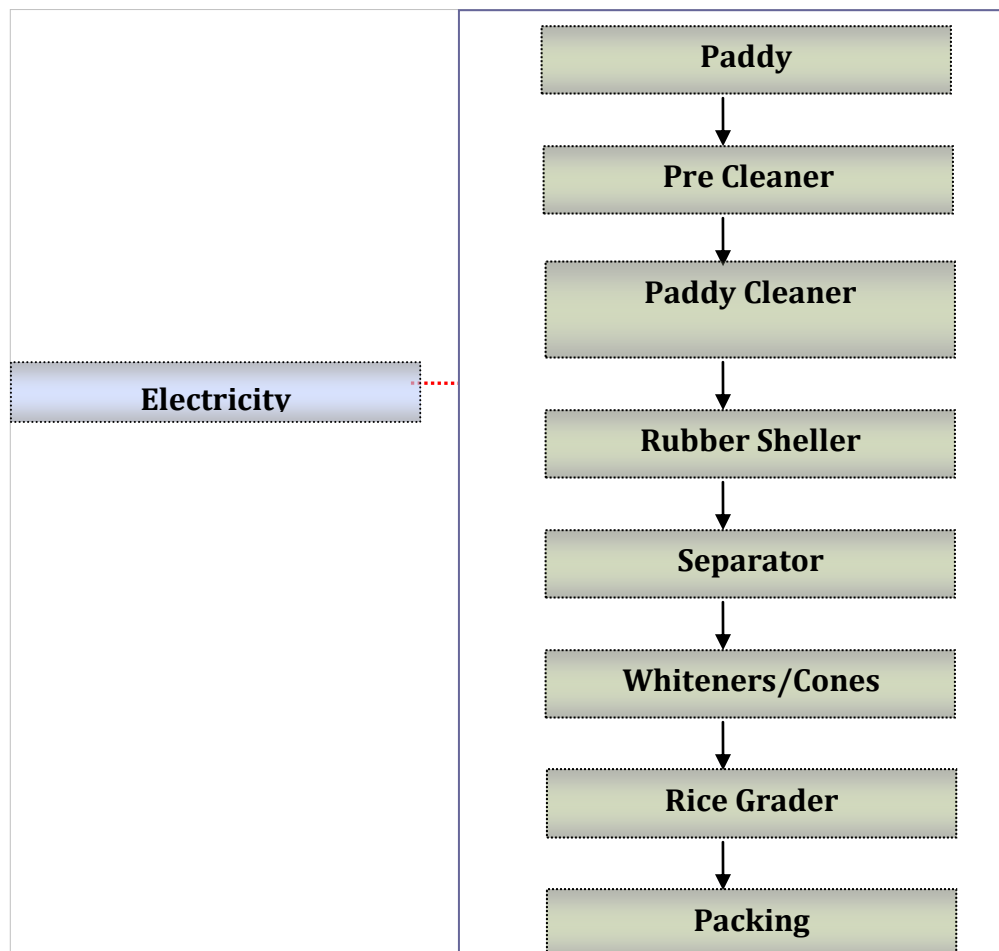 Paddy
Pre Cleaner
Paddy Cleaner
Electricity
Rubber Sheller
Separator
Whiteners/Cones
Rice Grader
Packing